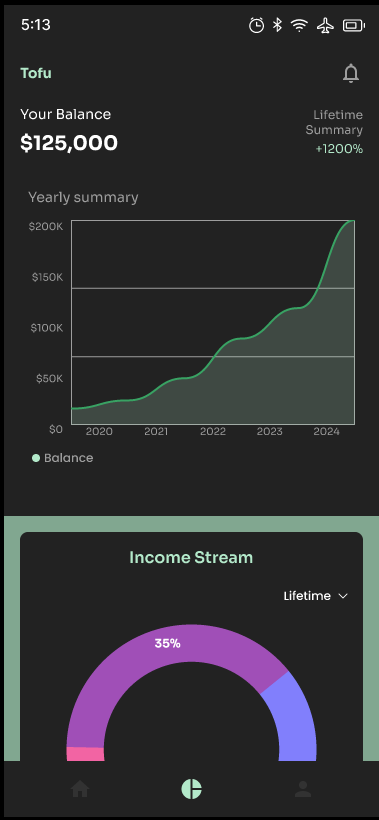 5:13
Tofu
Your Balance
$125,000
Lifetime
Summary
+1200%
Yearly summary
$200K
$150K
$100K
$50K
$0
2020 2021 2022 2023 2024
Balance
Income Stream
Lifetime
35%